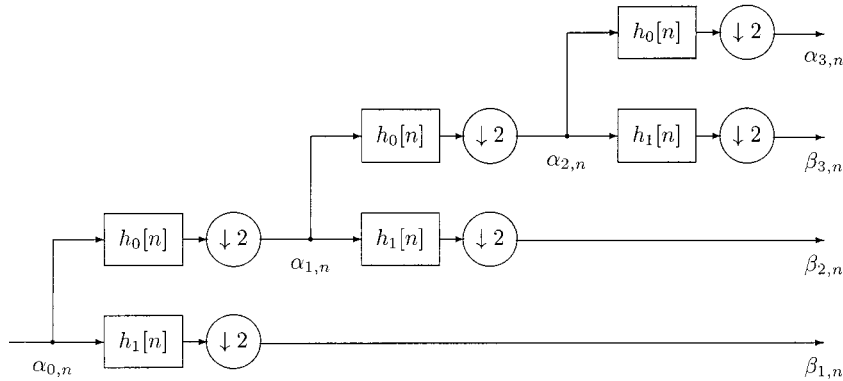 h₀[n] ↓ 2
α₃,ₙ
h₀[n] ↓ 2 h₁[n] ↓ 2
α₂,ₙ β₃,ₙ
h₀[n] ↓ 2 h₁[n] ↓ 2
α₁,ₙ β₂,ₙ
h₁[n] ↓ 2
α₀,ₙ β₁,ₙ